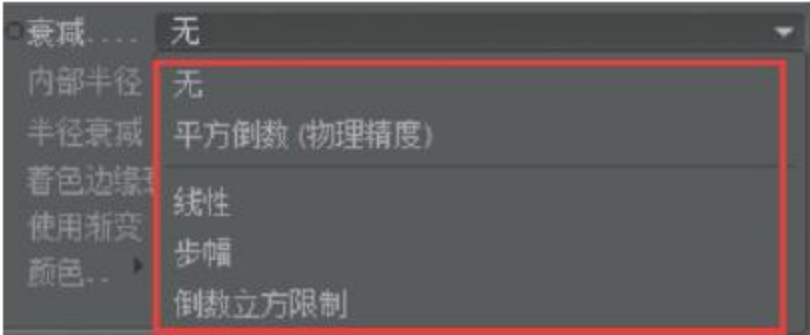 衰减.... 无
内部半径 无
半径衰减 平方倒数 (物理精度)
着色边缘衰
线性
使用渐变
步幅
颜色..
倒数立方限制